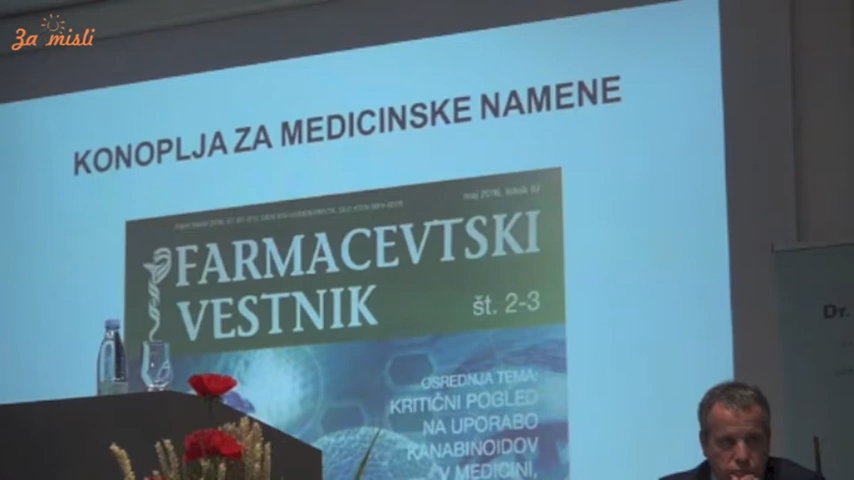 Za misli
KONOPLJA ZA MEDICINSKE NAMENE
maj 2016, letnik 67
FARMACEVTSKI
VESTNIK
št. 2-3
OSREDNJA TEMA:
KRITIČNI POGLED
NA UPORABO
KANABINOIDOV
V MEDICINI,
Dr.